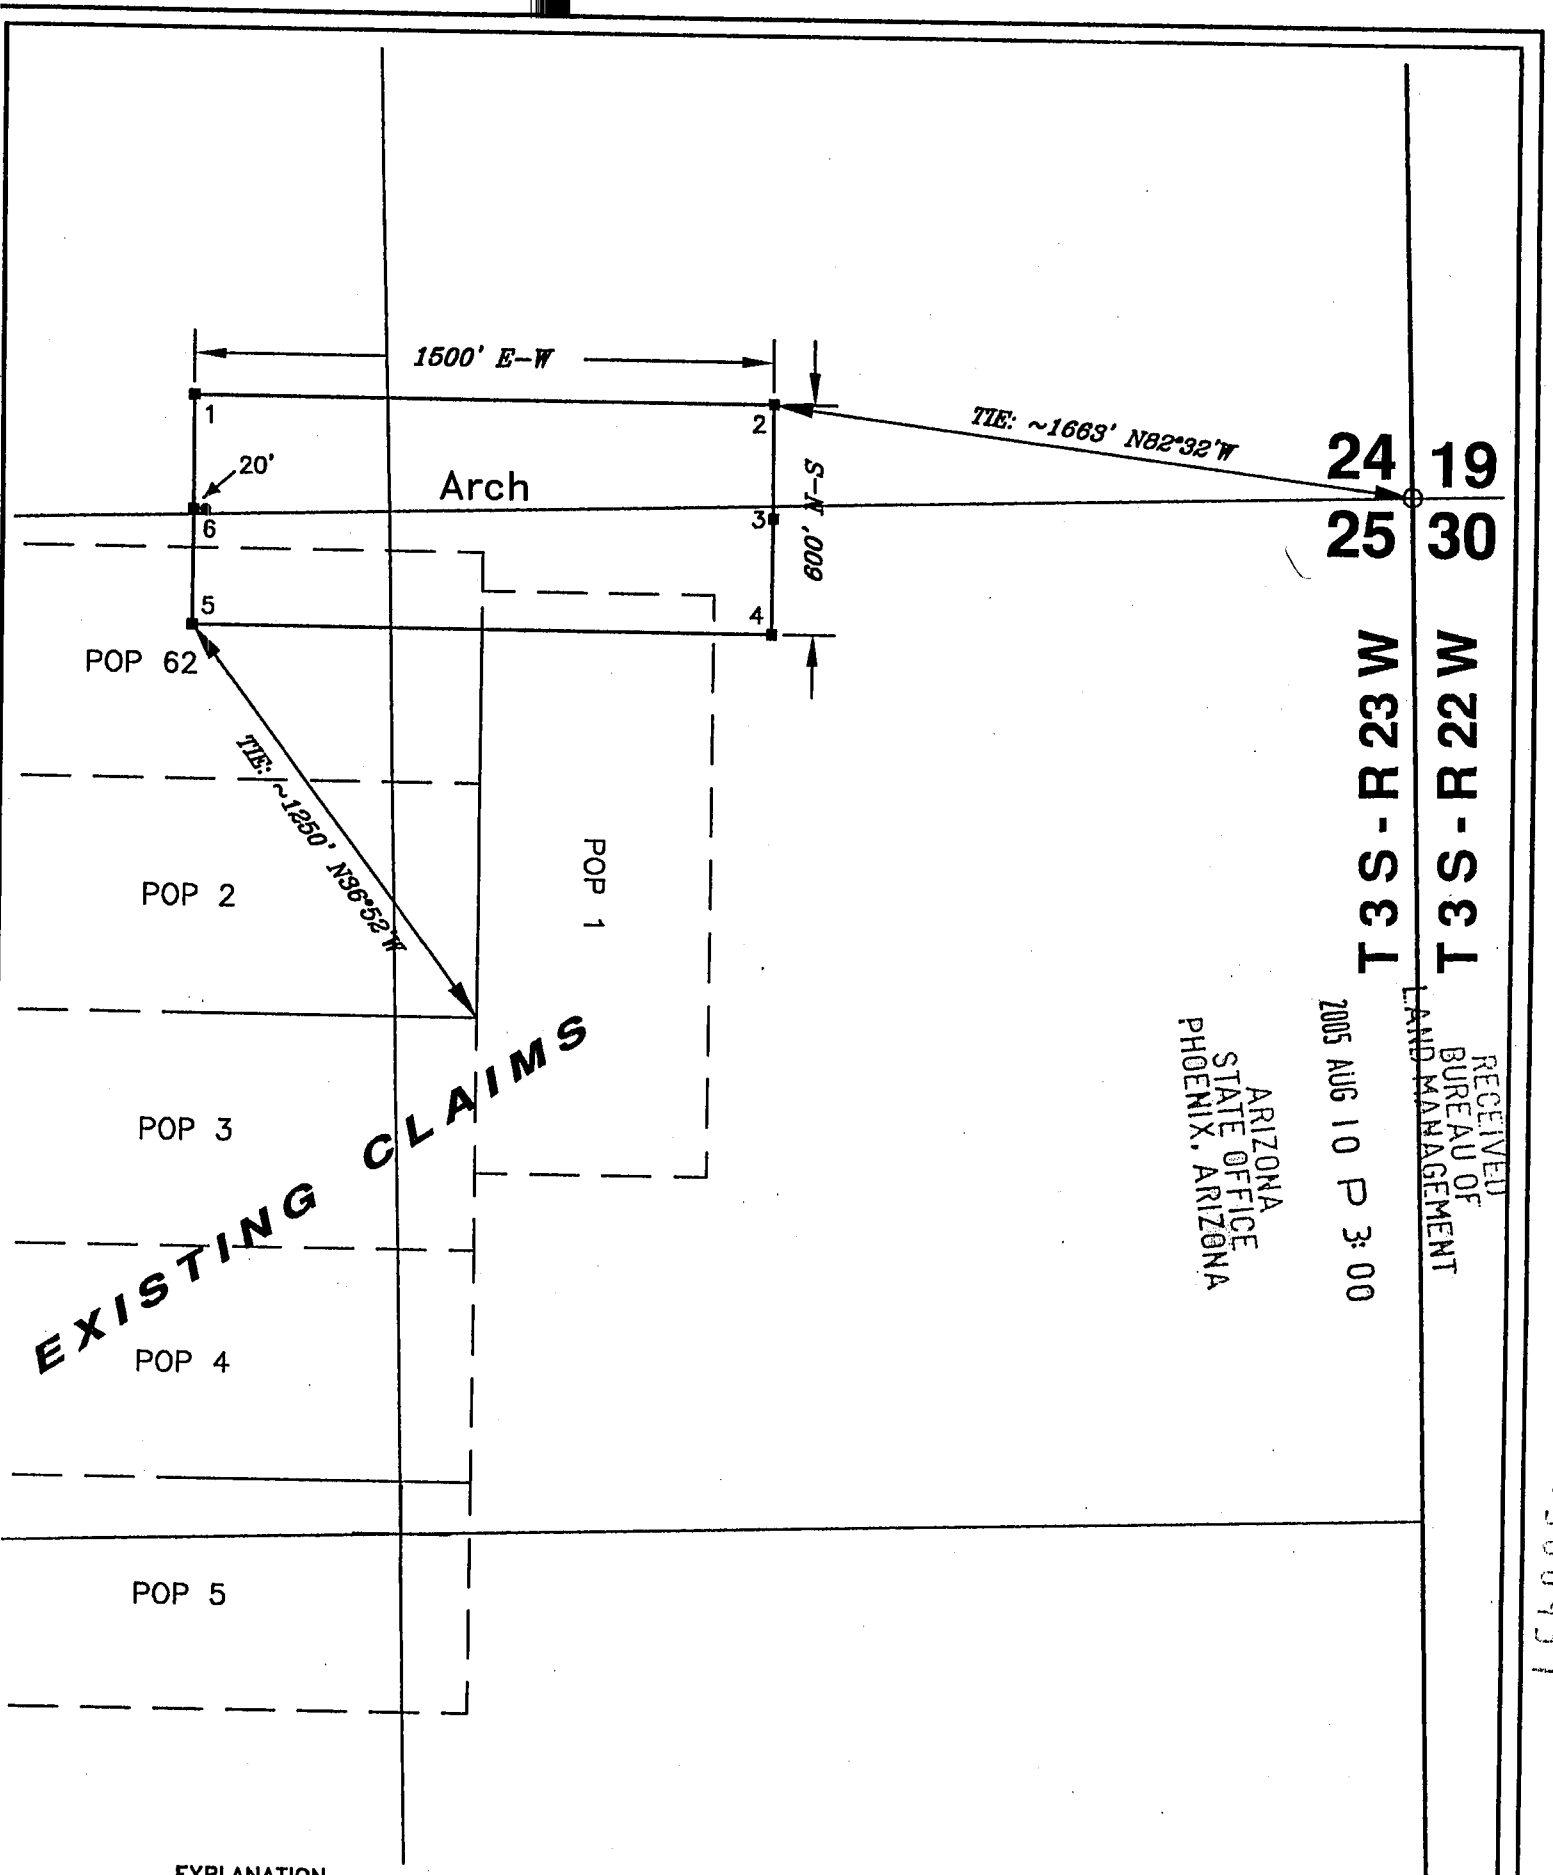 1500' E-W
1
2
TIE: ~1663' N82°32'W
24
19
20'
Arch
6
3
600' N-S
25
30
5
4
POP 62
T 3 S - R 23 W
T 3 S - R 22 W
TIE: ~1250' N36°52'W
POP 2
POP 1
RECEIVED
BUREAU OF
LAND MANAGEMENT
2005 AUG 10 P 3:00
ARIZONA
STATE OFFICE
PHOENIX, ARIZONA
EXISTING CLAIMS
POP 3
POP 4
POP 5
EXPLANATION